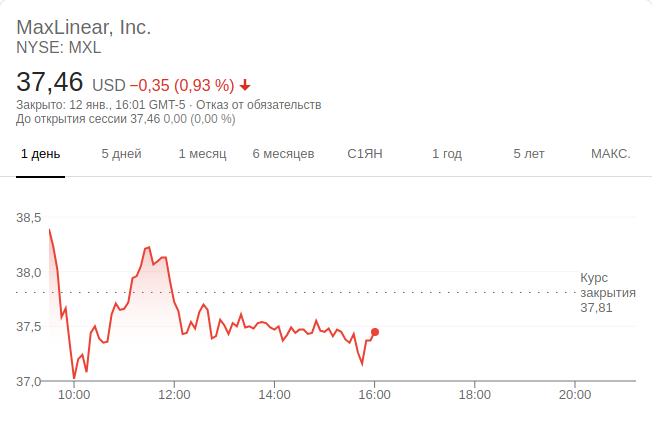 MaxLinear, Inc.
NYSE: MXL
37,46 USD −0,35 (0,93 %)
Закрыто: 12 янв., 16:01 GMT-5 · Отказ от обязательств
До открытия сессии 37,46 0,00 (0,00 %)
1 день 5 дней 1 месяц 6 месяцев С1ЯН 1 год 5 лет МАКС.
38,5
38,0
Курс
закрытия
37,81
37,5
37,0
10:00 12:00 14:00 16:00 18:00 20:00